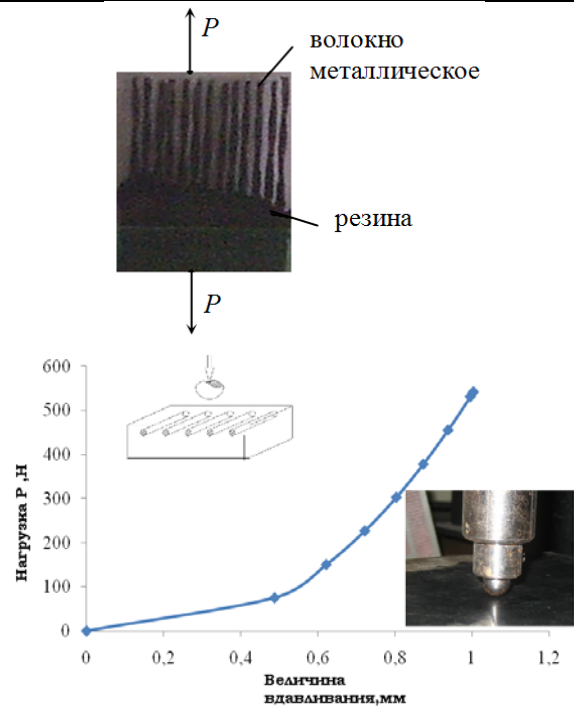 P
волокно
металлическое
резина
P
600
500
400
300
200
100
0
0
0,2
0,4
0,6
0,8
1
1,2
Нагрузка Р ,Н
Величина
вдавливания,мм